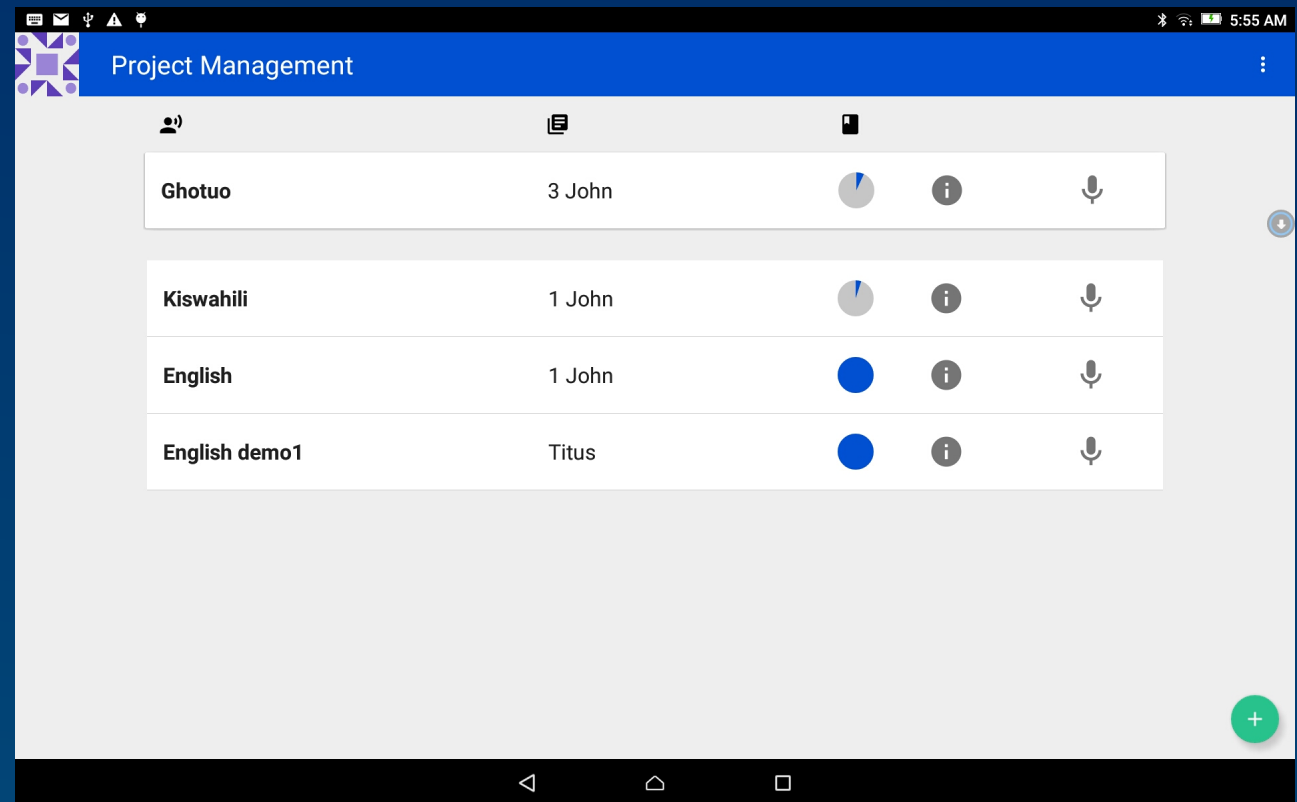 5:55 AM
Project Management
Ghotuo 3 John
Kiswahili 1 John
English 1 John
English demo1 Titus